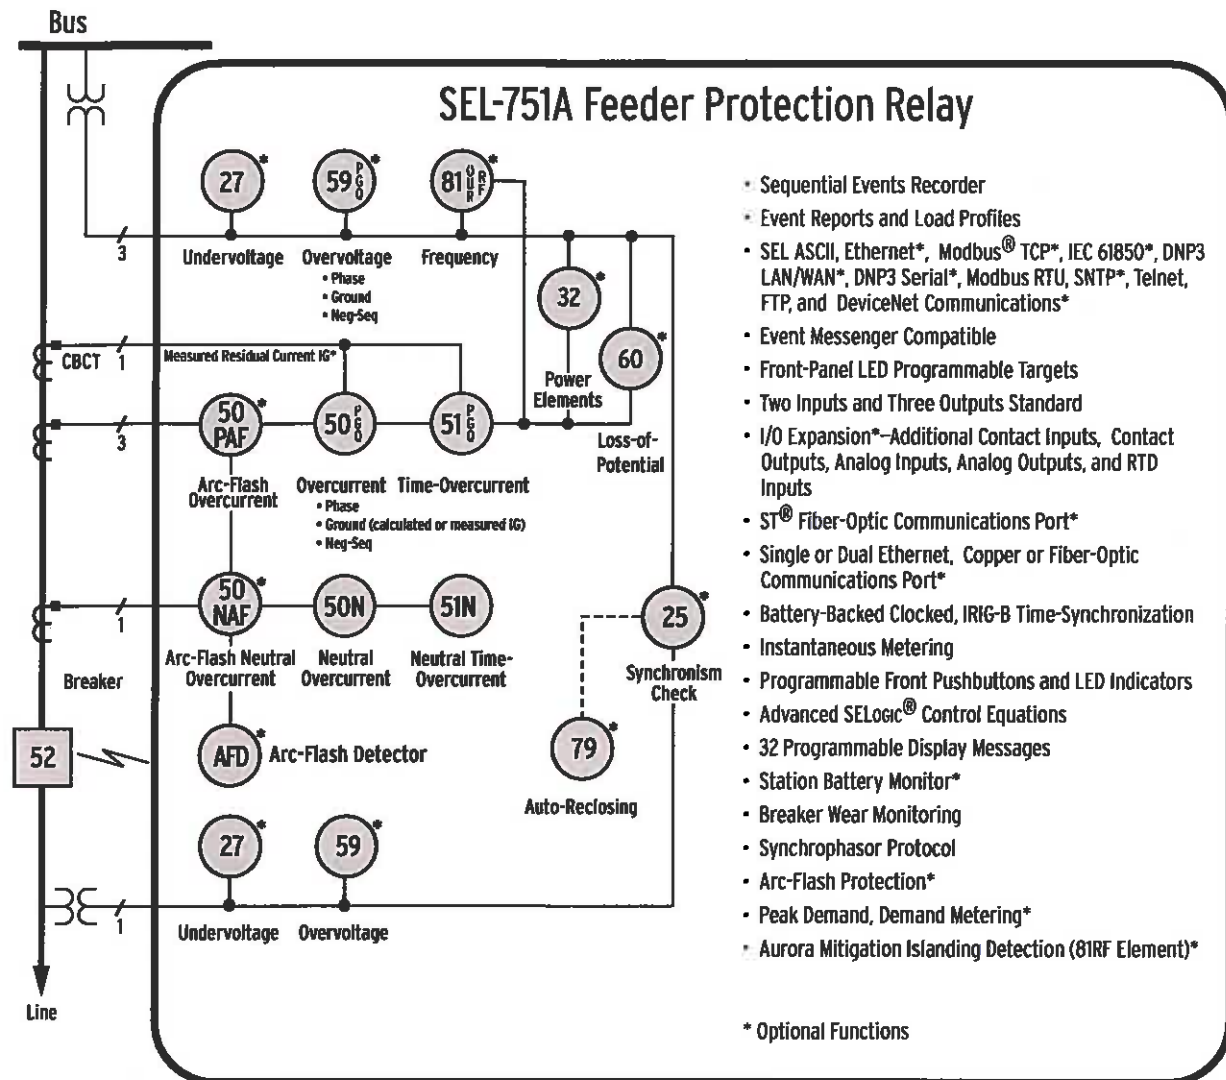 Bus
SEL-751A Feeder Protection Relay
27*
59 PGQ*
81 OUR RF*
3
Undervoltage
Overvoltage
• Phase
• Ground
• Neg-Seq
Frequency
32*
Power
Elements
60*
Loss-of-
Potential
CBCT
1
Measured Residual Current IG*
50
PAF*
50 PGQ
51 PGQ
3
Arc-Flash
Overcurrent
Overcurrent
• Phase
• Ground (calculated or measured IG)
• Neg-Seq
Time-Overcurrent
50
NAF*
50N
51N
1
Arc-Flash Neutral
Overcurrent
Neutral
Overcurrent
Neutral Time-
Overcurrent
25*
Synchronism
Check
Breaker
52
AFD*
Arc-Flash Detector
79*
Auto-Reclosing
27*
59*
1
Undervoltage
Overvoltage
Line
• Sequential Events Recorder
• Event Reports and Load Profiles
• SEL ASCII, Ethernet*, Modbus® TCP*, IEC 61850*, DNP3
LAN/WAN*, DNP3 Serial*, Modbus RTU, SNTP*, Telnet,
FTP, and DeviceNet Communications*
• Event Messenger Compatible
• Front-Panel LED Programmable Targets
• Two Inputs and Three Outputs Standard
• I/O Expansion*–Additional Contact Inputs, Contact
Outputs, Analog Inputs, Analog Outputs, and RTD
Inputs
• ST® Fiber-Optic Communications Port*
• Single or Dual Ethernet, Copper or Fiber-Optic
Communications Port*
• Battery-Backed Clocked, IRIG-B Time-Synchronization
• Instantaneous Metering
• Programmable Front Pushbuttons and LED Indicators
• Advanced SELOGIC® Control Equations
• 32 Programmable Display Messages
• Station Battery Monitor*
• Breaker Wear Monitoring
• Synchrophasor Protocol
• Arc-Flash Protection*
• Peak Demand, Demand Metering*
• Aurora Mitigation Islanding Detection (81RF Element)*
* Optional Functions